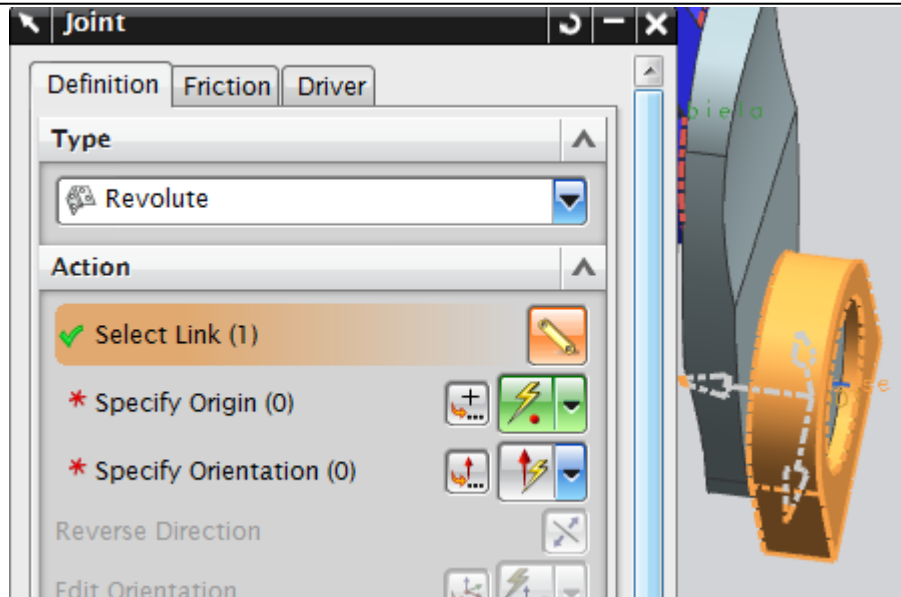 Joint
Definition Friction Driver
Type
Revolute
Action
Select Link (1)
* Specify Origin (0)
* Specify Orientation (0)
Reverse Direction
Edit Orientation
biela